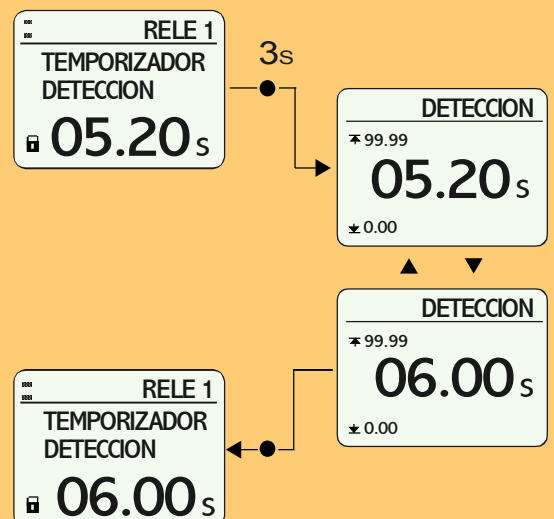 RELE 1
TEMPORIZADOR
DETECCION
05.20 s
3s
DETECCION
99.99
05.20 s
0.00
DETECCION
99.99
06.00 s
0.00
RELE 1
TEMPORIZADOR
DETECCION
06.00 s